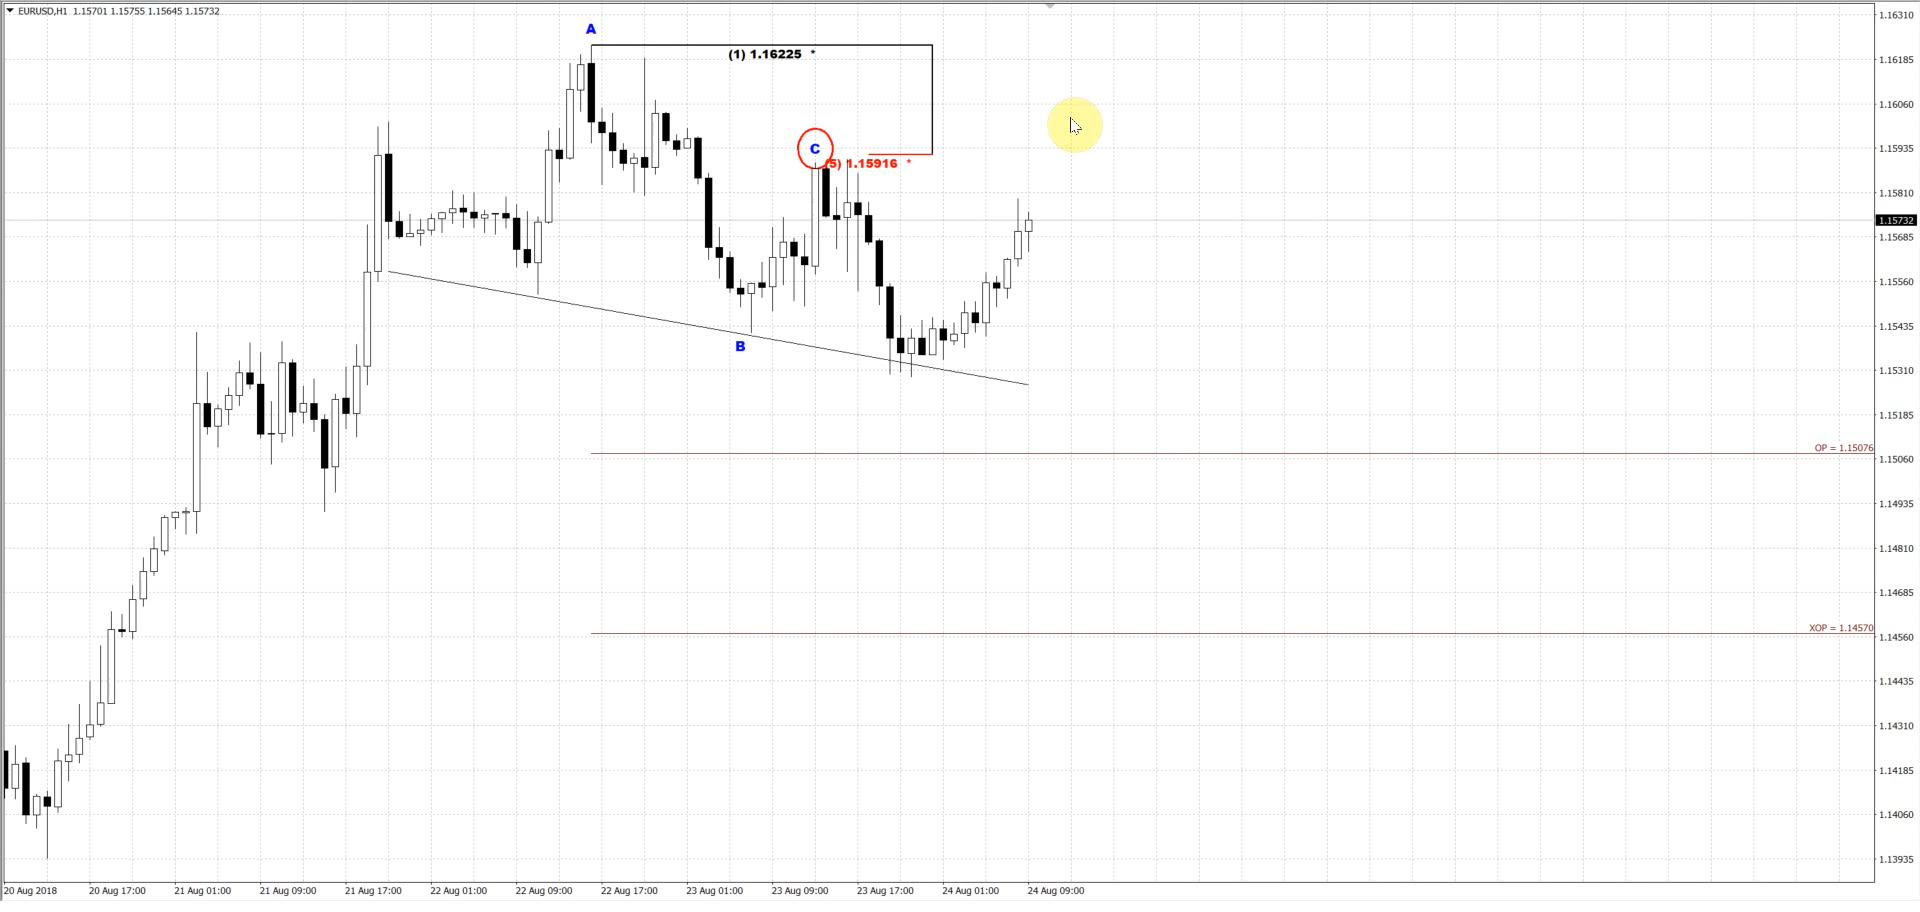 EURUSD,H1 1.15701 1.15755 1.15645 1.15732
A
(1) 1.16225 *
C
(5) 1.15916 *
B
OP = 1.15076
XOP = 1.14570
1.16310
1.16185
1.16060
1.15935
1.15810
1.15732
1.15685
1.15560
1.15435
1.15310
1.15185
1.15060
1.14935
1.14810
1.14685
1.14560
1.14435
1.14310
1.14185
1.14060
1.13935
20 Aug 2018 20 Aug 17:00 21 Aug 01:00 21 Aug 09:00 21 Aug 17:00 22 Aug 01:00 22 Aug 09:00 22 Aug 17:00 23 Aug 01:00 23 Aug 09:00 23 Aug 17:00 24 Aug 01:00 24 Aug 09:00